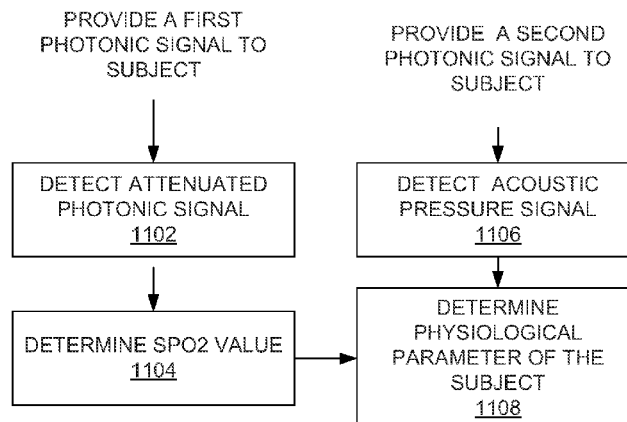 PROVIDE A FIRST
PHOTONIC SIGNAL TO
SUBJECT
PROVIDE A SECOND
PHOTONIC SIGNAL TO
SUBJECT
DETECT ATTENUATED
PHOTONIC SIGNAL
1102
DETECT ACOUSTIC
PRESSURE SIGNAL
1106
DETERMINE SPO2 VALUE
1104
DETERMINE
PHYSIOLOGICAL
PARAMETER OF THE
SUBJECT
1108